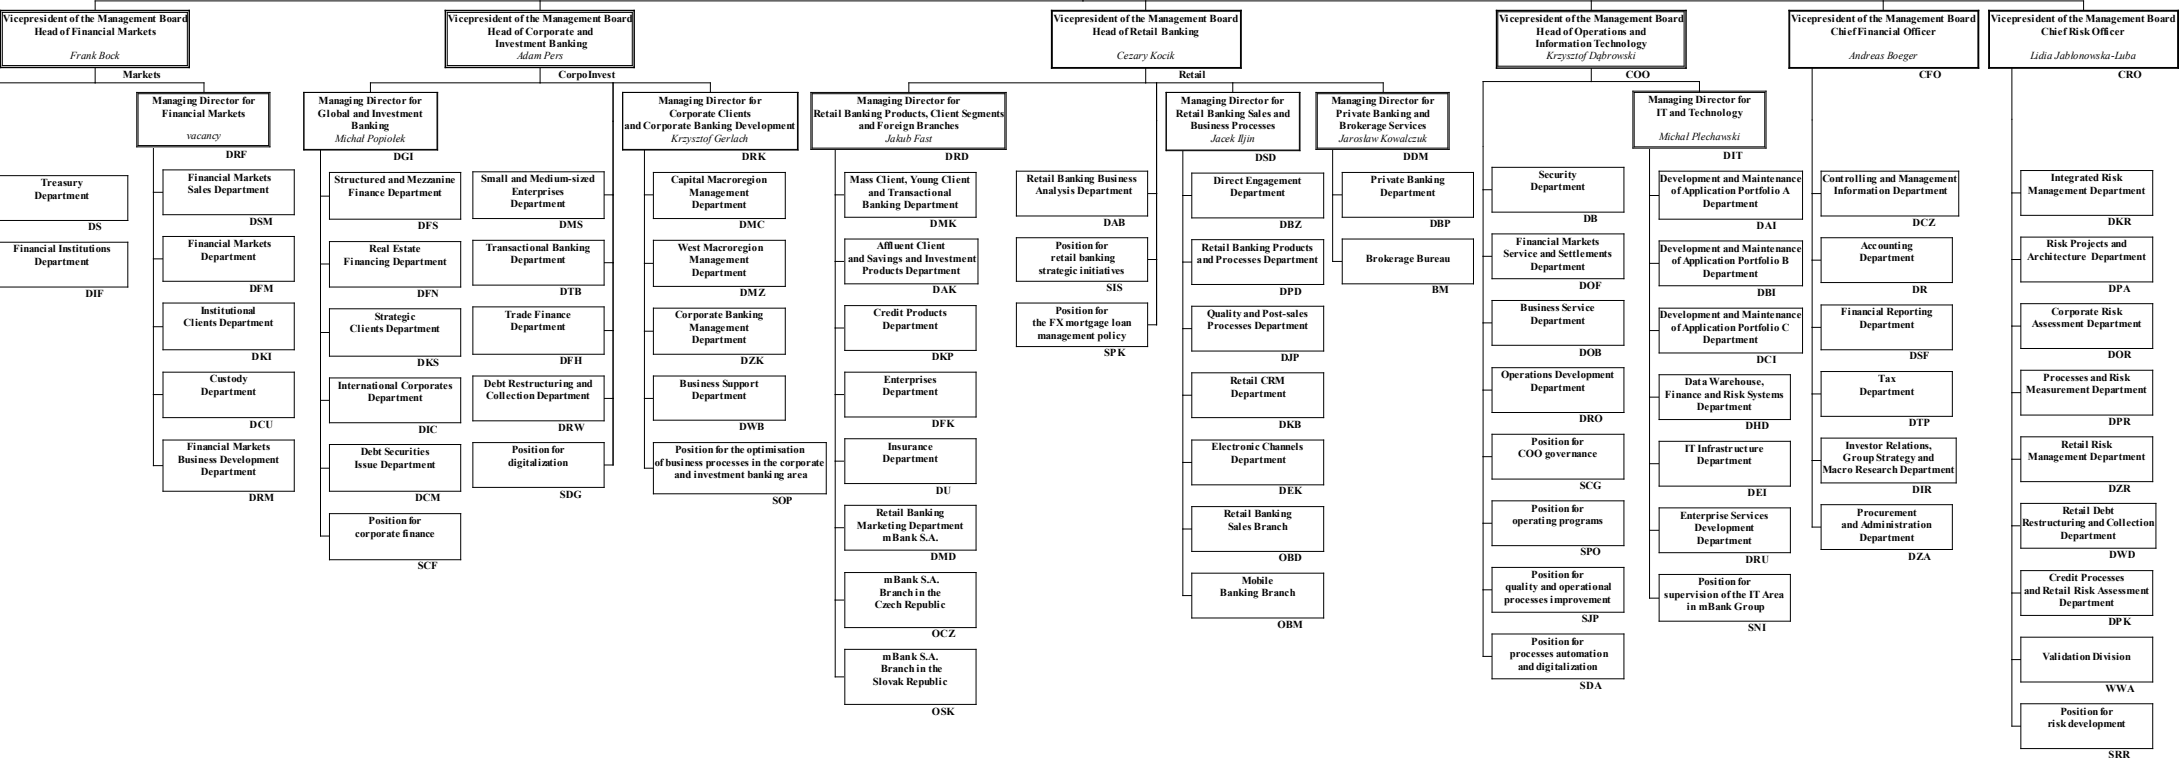 Vicepresident of the Management Board
Head of Financial Markets
Frank Bock
Markets
Treasury
Department
DS
Financial Institutions
Department
DIF
Managing Director for
Financial Markets
vacancy
DRF
Financial Markets
Sales Department
DSM
Financial Markets
Department
DFM
Institutional
Clients Department
DKI
Custody
Department
DCU
Financial Markets
Business Development
Department
DRM
Vicepresident of the Management Board
Head of Corporate and
Investment Banking
Adam Pers
CorpoInvest
Managing Director for
Global and Investment
Banking
Michał Popiołek
DGI
Structured and Mezzanine
Finance Department
DFS
Real Estate
Financing Department
DFN
Strategic
Clients Department
DKS
International Corporates
Department
DIC
Debt Securities
Issue Department
DCM
Position for
corporate finance
SCF
Small and Medium-sized
Enterprises
Department
DMS
Transactional Banking
Department
DTB
Trade Finance
Department
DFH
Debt Restructuring and
Collection Department
DRW
Position for
digitalization
SDG
Managing Director for
Corporate Clients
and Corporate Banking Development
Krzysztof Gerlach
DRK
Capital Macroregion
Management
Department
DMC
West Macroregion
Management
Department
DMZ
Corporate Banking
Management
Department
DZK
Business Support
Department
DWB
Position for the optimisation
of business processes in the corporate
and investment banking area
SOP
Vicepresident of the Management Board
Head of Retail Banking
Cezary Kocik
Retail
Managing Director for
Retail Banking Products, Client Segments
and Foreign Branches
Jakub Fast
DRD
Mass Client, Young Client
and Transactional
Banking Department
DMK
Affluent Client
and Savings and Investment
Products Department
DAK
Credit Products
Department
DKP
Enterprises
Department
DFK
Insurance
Department
DU
Retail Banking
Marketing Department
mBank S.A.
DMD
mBank S.A.
Branch in the
Czech Republic
OCZ
mBank S.A.
Branch in the
Slovak Republic
OSK
Retail Banking Business
Analysis Department
DAB
Position for
retail banking
strategic initiatives
SIS
Position for
the FX mortgage loan
management policy
SPK
Managing Director for
Retail Banking Sales and
Business Processes
Jacek Iljin
DSD
Direct Engagement
Department
DBZ
Retail Banking Products
and Processes Department
DPD
Quality and Post-sales
Processes Department
DJP
Retail CRM
Department
DKB
Electronic Channels
Department
DEK
Retail Banking
Sales Branch
OBD
Mobile
Banking Branch
OBM
Managing Director for
Private Banking and
Brokerage Services
Jarosław Kowalczuk
DDM
Private Banking
Department
DBP
Brokerage Bureau
BM
Vicepresident of the Management Board
Head of Operations and
Information Technology
Krzysztof Dąbrowski
COO
Security
Department
DB
Financial Markets
Service and Settlements
Department
DOF
Business Service
Department
DOB
Operations Development
Department
DRO
Position for
COO governance
SCG
Position for
operating programs
SPO
Position for
quality and operational
processes improvement
SJP
Position for
processes automation
and digitalization
SDA
Managing Director for
IT and Technology
Michał Plechawski
DIT
Development and Maintenance
of Application Portfolio A
Department
DAI
Development and Maintenance
of Application Portfolio B
Department
DBI
Development and Maintenance
of Application Portfolio C
Department
DCI
Data Warehouse,
Finance and Risk Systems
Department
DHD
IT Infrastructure
Department
DEI
Enterprise Services
Development
Department
DRU
Position for
supervision of the IT Area
in mBank Group
SNI
Vicepresident of the Management Board
Chief Financial Officer
Andreas Boeger
CFO
Controlling and Management
Information Department
DCZ
Accounting
Department
DR
Financial Reporting
Department
DSF
Tax
Department
DTP
Investor Relations,
Group Strategy and
Macro Research Department
DIR
Procurement
and Administration
Department
DZA
Vicepresident of the Management Board
Chief Risk Officer
Lidia Jabłonowska-Luba
CRO
Integrated Risk
Management Department
DKR
Risk Projects and
Architecture Department
DPA
Corporate Risk
Assessment Department
DOR
Processes and Risk
Measurement Department
DPR
Retail Risk
Management Department
DZR
Retail Debt
Restructuring and Collection
Department
DWD
Credit Processes
and Retail Risk Assessment
Department
DPK
Validation Division
WWA
Position for
risk development
SRR